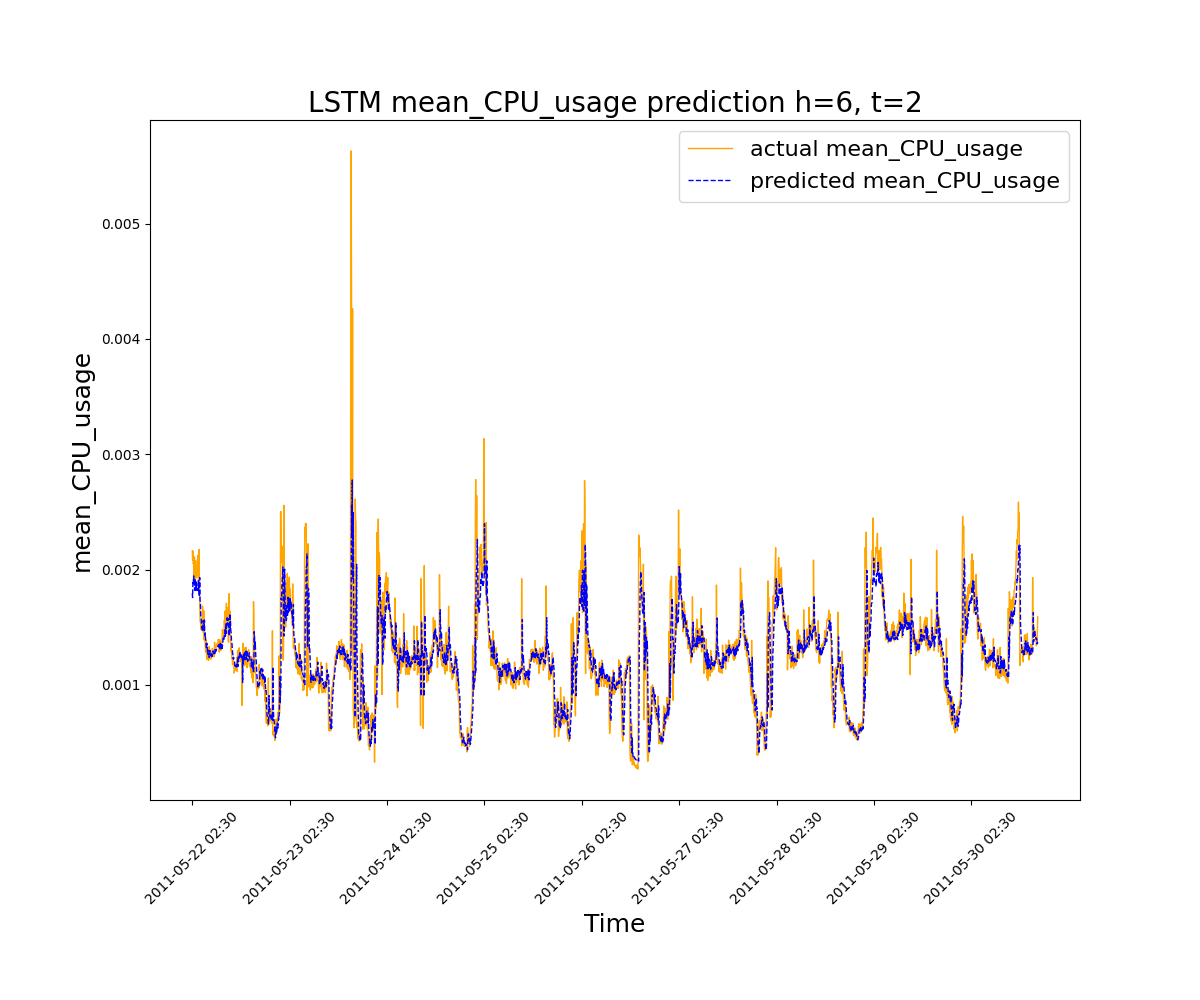 LSTM mean_CPU_usage prediction h=6, t=2
actual mean_CPU_usage
predicted mean_CPU_usage
mean_CPU_usage
0.005
0.004
0.003
0.002
0.001
2011-05-22 02:30
2011-05-23 02:30
2011-05-24 02:30
2011-05-25 02:30
2011-05-26 02:30
2011-05-27 02:30
2011-05-28 02:30
2011-05-29 02:30
2011-05-30 02:30
Time